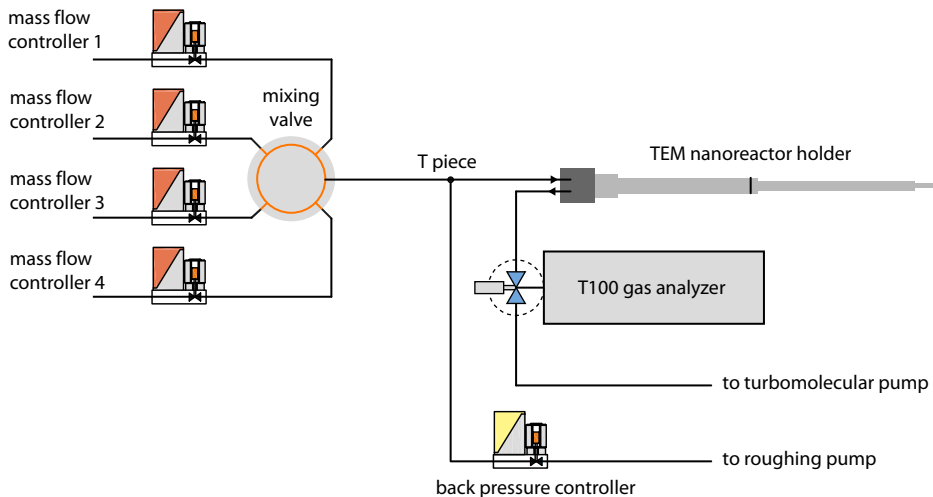 mass flow
controller 1
mass flow
controller 2
mixing
valve
T piece
TEM nanoreactor holder
mass flow
controller 3
mass flow
controller 4
T100 gas analyzer
to turbomolecular pump
to roughing pump
back pressure controller